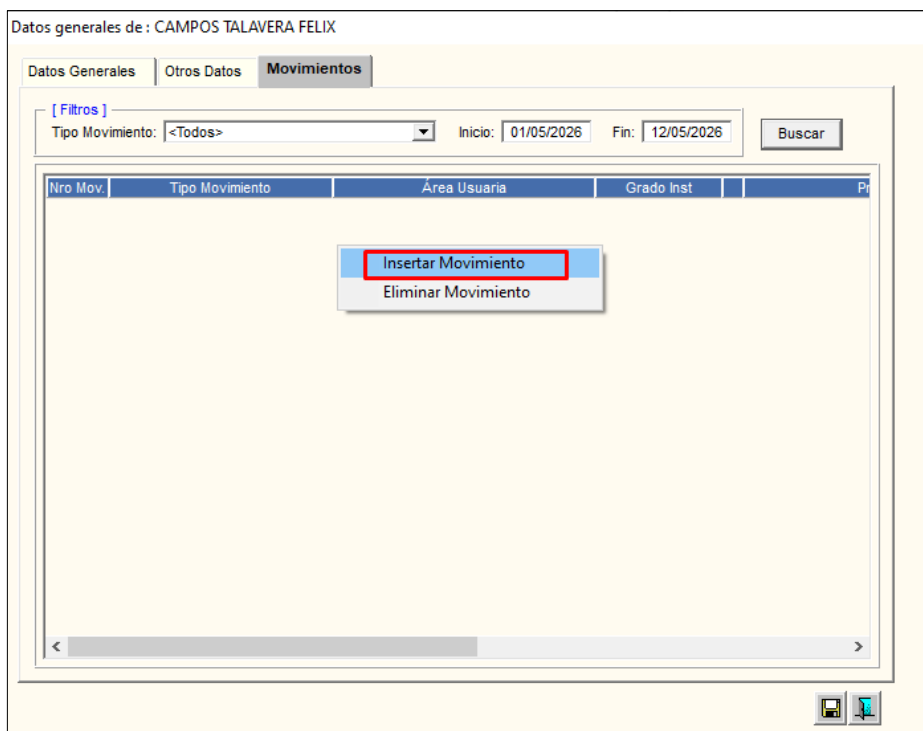 Datos generales de : CAMPOS TALAVERA FELIX
Datos Generales Otros Datos Movimientos
[ Filtros ]
Tipo Movimiento: <Todos> Inicio: 01/05/2026 Fin: 12/05/2026 Buscar
Nro Mov. Tipo Movimiento Área Usuaria Grado Inst Pr
Insertar Movimiento
Eliminar Movimiento